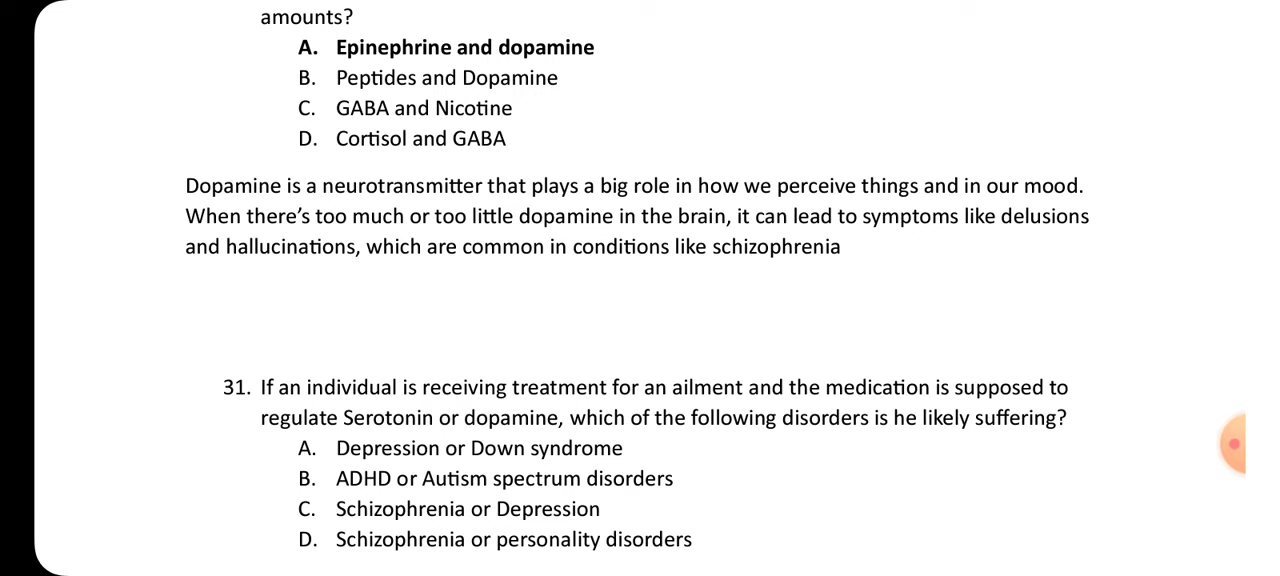 amounts?
A. Epinephrine and dopamine
B. Peptides and Dopamine
C. GABA and Nicotine
D. Cortisol and GABA
Dopamine is a neurotransmitter that plays a big role in how we perceive things and in our mood.
When there’s too much or too little dopamine in the brain, it can lead to symptoms like delusions
and hallucinations, which are common in conditions like schizophrenia
31. If an individual is receiving treatment for an ailment and the medication is supposed to
regulate Serotonin or dopamine, which of the following disorders is he likely suffering?
A. Depression or Down syndrome
B. ADHD or Autism spectrum disorders
C. Schizophrenia or Depression
D. Schizophrenia or personality disorders